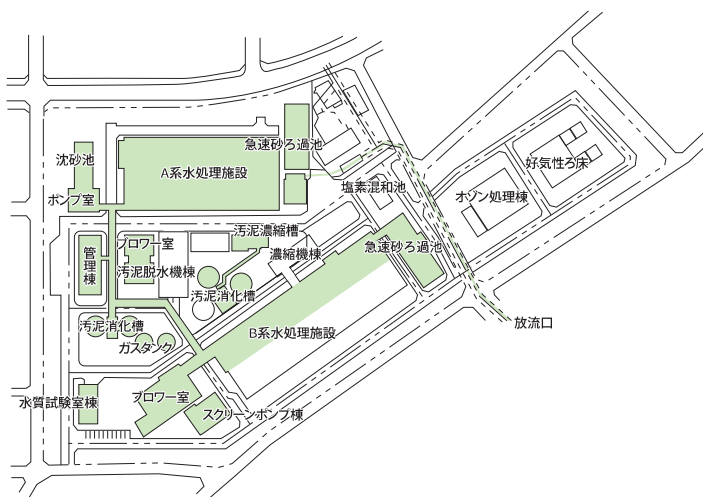 急速砂ろ過池
沈砂池
A系水処理施設
好気性ろ床
ポンプ室
塩素混和池
オゾン処理棟
汚泥濃縮槽
ブロワー室
急速砂ろ過池
管理棟
濃縮機棟
汚泥脱水機棟
汚泥消化槽
放流口
汚泥消化槽
B系水処理施設
ガスタンク
水質試験室棟
ブロワー室
スクリーンポンプ棟